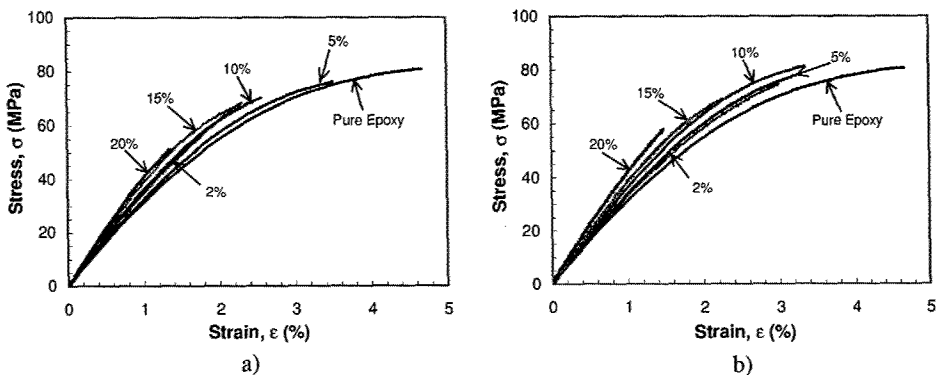 100
80
60
40
20
0
Stress, σ (MPa)
5%
10%
15%
20%
2%
Pure Epoxy
0 1 2 3 4 5
Strain, ε (%)
a)
100
80
60
40
20
0
Stress, σ (MPa)
10%
5%
15%
20%
2%
Pure Epoxy
0 1 2 3 4 5
Strain, ε (%)
b)